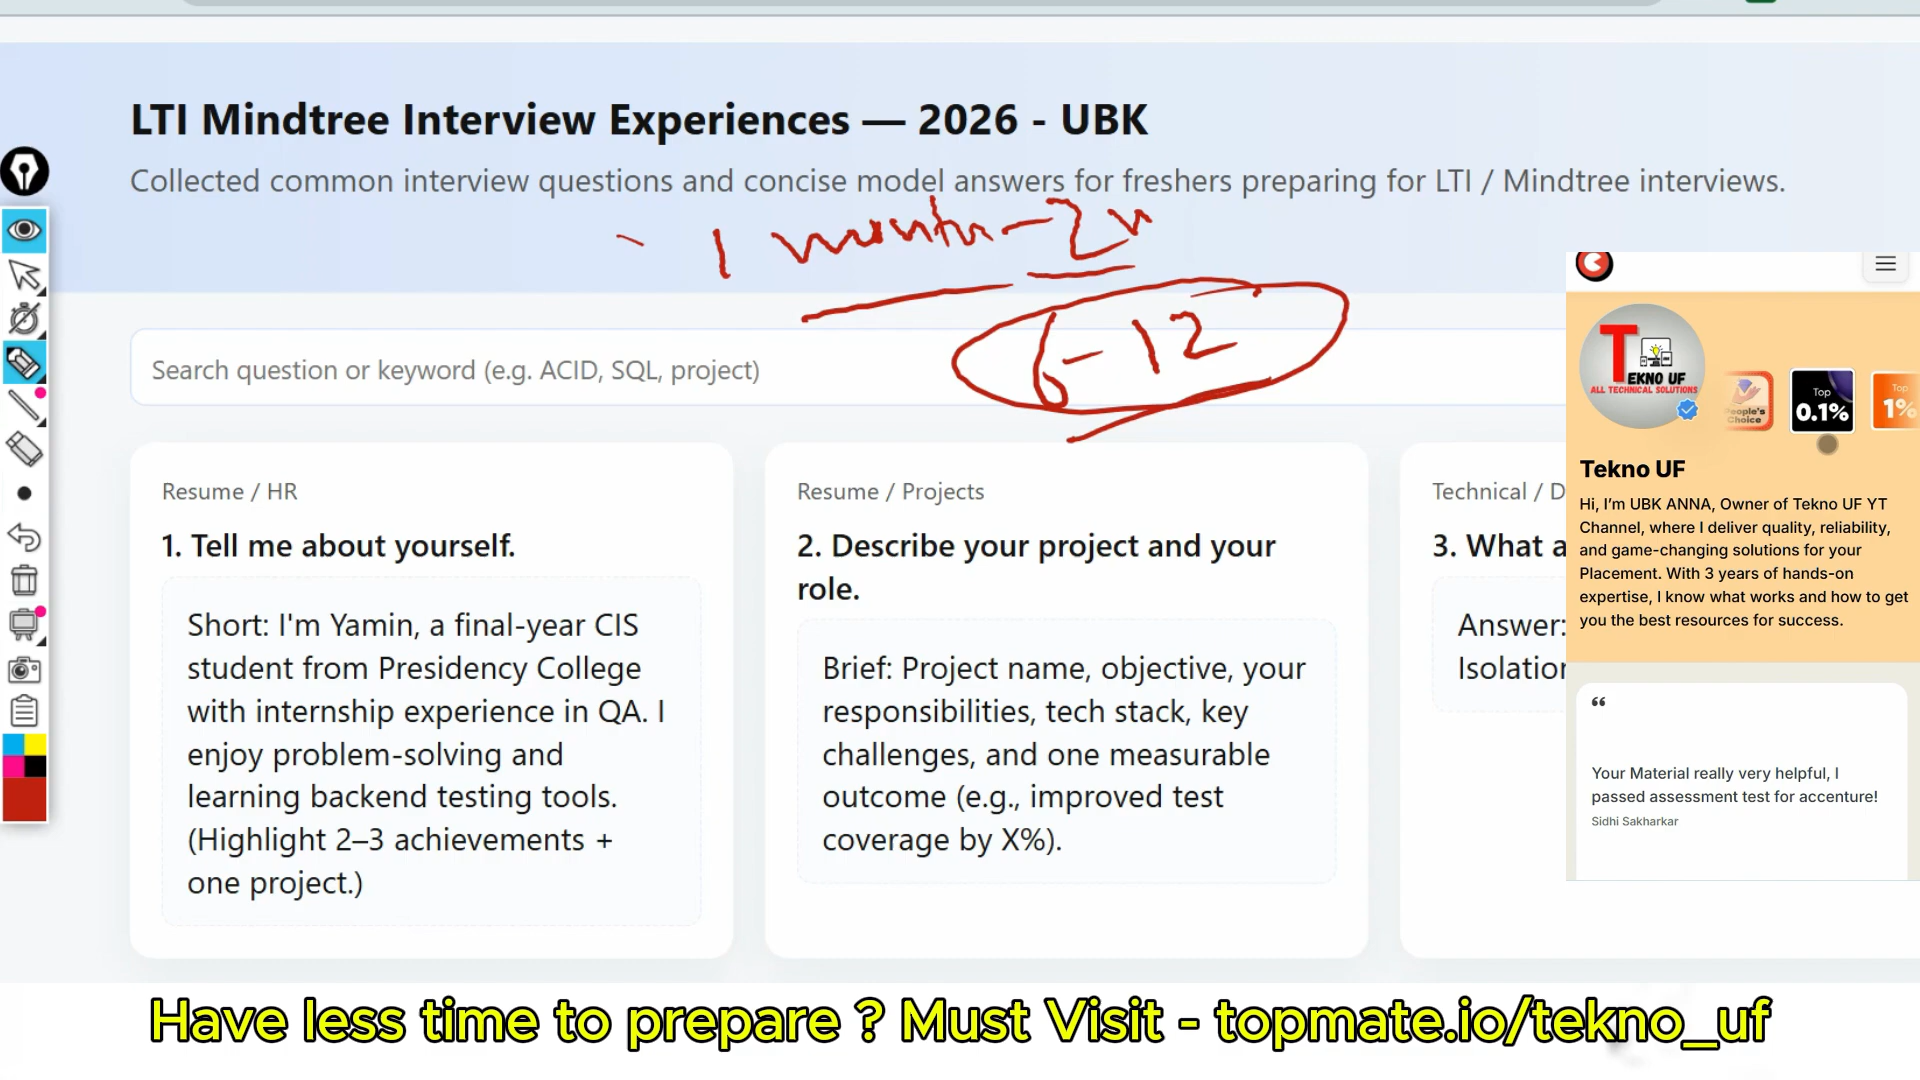 LTI Mindtree Interview Experiences — 2026 - UBK
Collected common interview questions and concise model answers for freshers preparing for LTI / Mindtree interviews.
1 month - 2
6 - 12
Search question or keyword (e.g. ACID, SQL, project)
Resume / HR
1. Tell me about yourself.
Short: I'm Yamin, a final-year CIS
student from Presidency College
with internship experience in QA. I
enjoy problem-solving and
learning backend testing tools.
(Highlight 2–3 achievements +
one project.)
Resume / Projects
2. Describe your project and your
role.
Brief: Project name, objective, your
responsibilities, tech stack, key
challenges, and one measurable
outcome (e.g., improved test
coverage by X%).
Technical / D
3. What a
Answer:
Isolation
TEKNO UF
ALL TECHNICAL SOLUTIONS
People's
Choice
Top
0.1%
Top
1%
Tekno UF
Hi, I'm UBK ANNA, Owner of Tekno UF YT
Channel, where I deliver quality, reliability,
and game-changing solutions for your
Placement. With 3 years of hands-on
expertise, I know what works and how to get
you the best resources for success.
“
Your Material really very helpful, I
passed assessment test for accenture!
Sidhi Sakharkar
Have less time to prepare ? Must Visit - topmate.io/tekno_uf